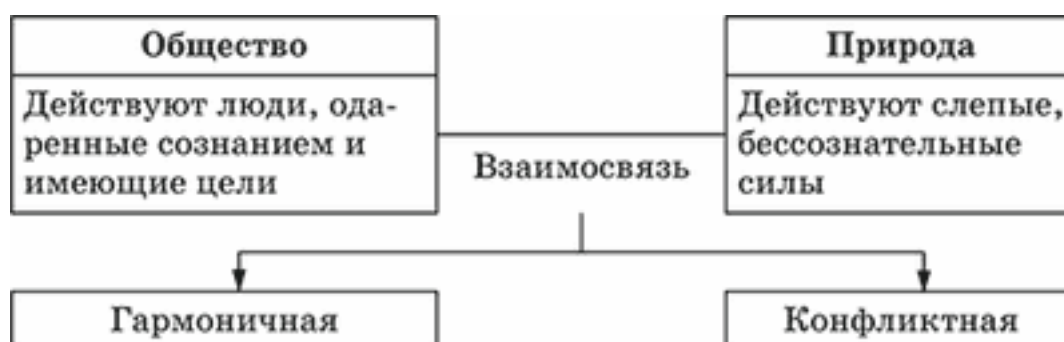 Общество
Действуют люди, ода-
ренные сознанием и
имеющие цели
Взаимосвязь
Природа
Действуют слепые,
бессознательные
силы
Гармоничная
Конфликтная